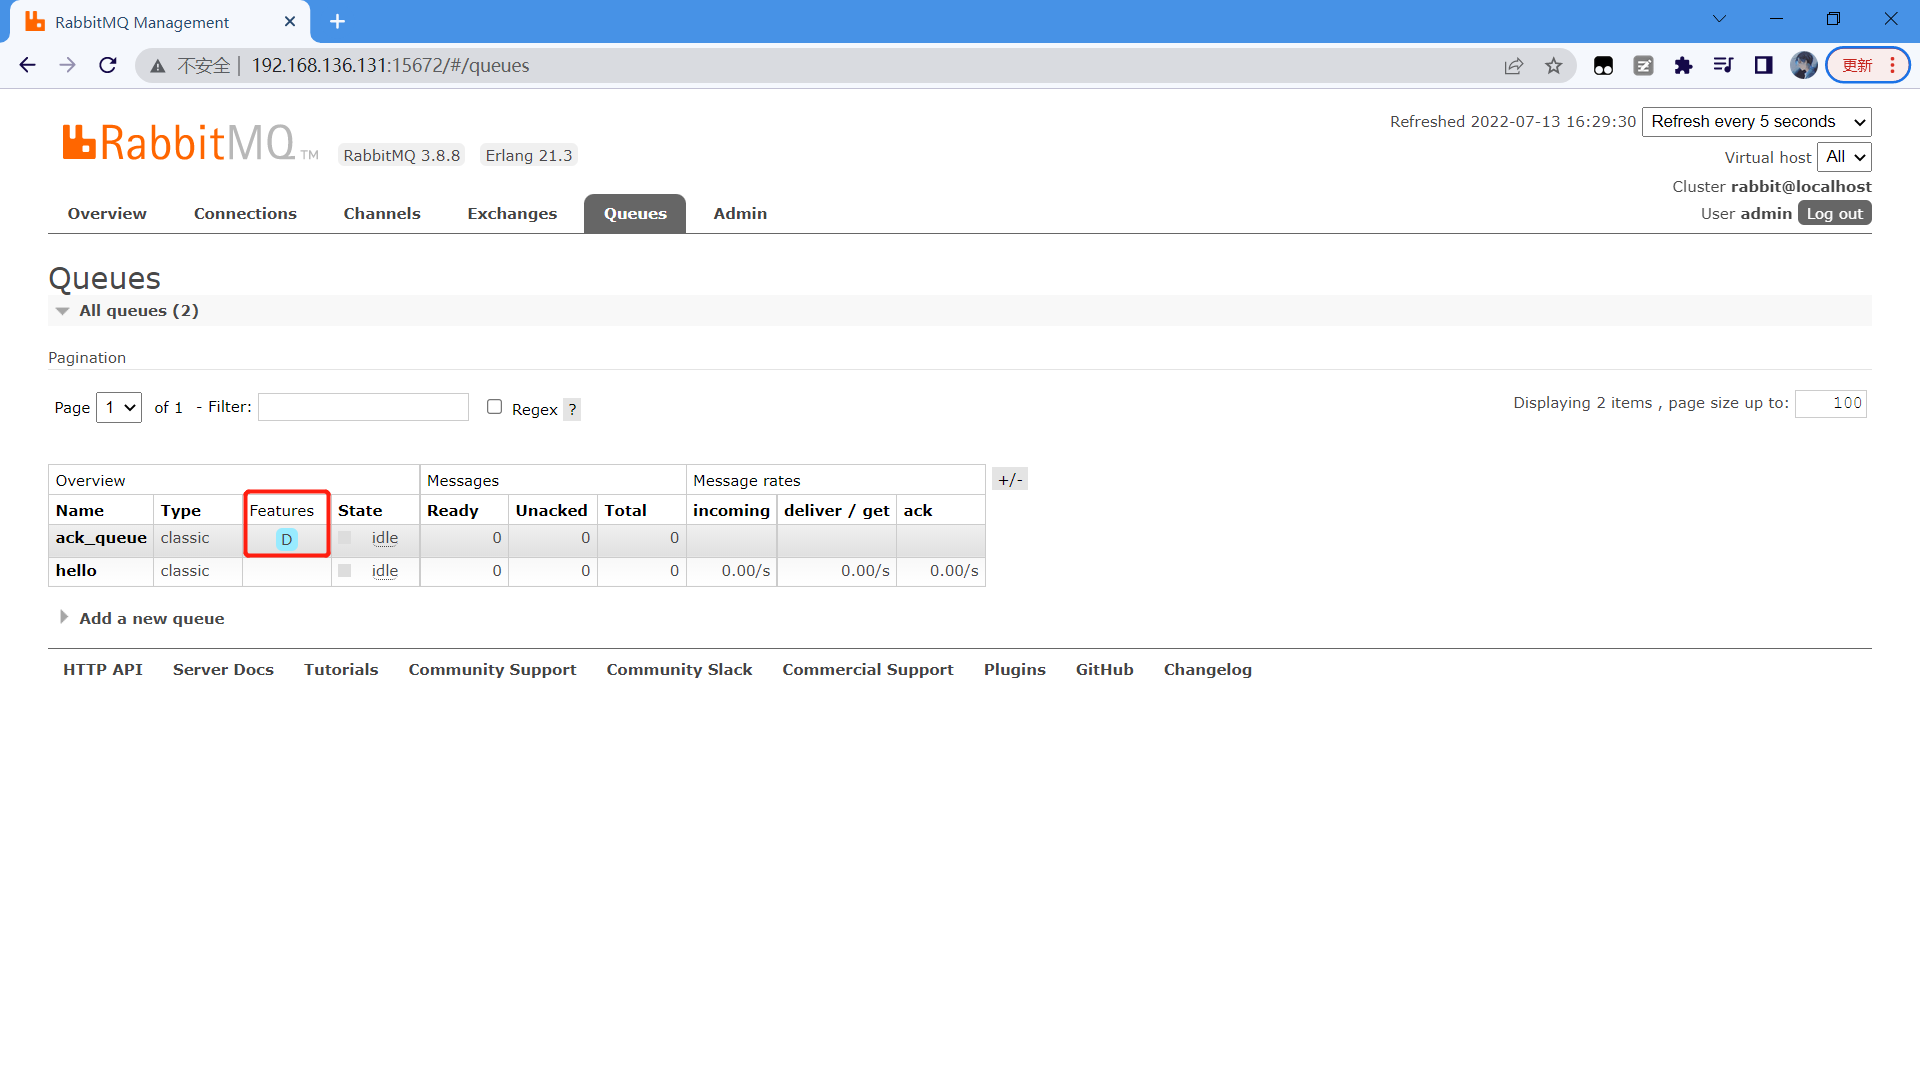 RabbitMQ Management
不安全 192.168.136.131:15672/#/queues
更新
RabbitMQ TM RabbitMQ 3.8.8 Erlang 21.3
Refreshed 2022-07-13 16:29:30 Refresh every 5 seconds
Virtual host All
Cluster rabbit@localhost
User admin Log out
Overview Connections Channels Exchanges Queues Admin
Queues
All queues (2)
Pagination
Page 1 of 1 - Filter: Regex ?
Displaying 2 items , page size up to: 100
Overview Messages Message rates +/-
Name Type Features State Ready Unacked Total incoming deliver / get ack
ack_queue classic D idle 0 0 0
hello classic idle 0 0 0 0.00/s 0.00/s 0.00/s
Add a new queue
HTTP API Server Docs Tutorials Community Support Community Slack Commercial Support Plugins GitHub Changelog